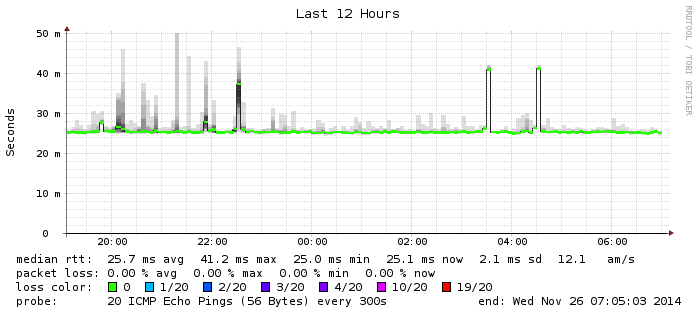 Last 12 Hours
RRDTOOL / TOBI OETIKER
Seconds
50 m
40 m
30 m
20 m
10 m
0
20:00 22:00 00:00 02:00 04:00 06:00
median rtt: 25.7 ms avg 41.2 ms max 25.0 ms min 25.1 ms now 2.1 ms sd 12.1 am/s
packet loss: 0.00 % avg 0.00 % max 0.00 % min 0.00 % now
loss color: 0 1/20 2/20 3/20 4/20 10/20 19/20
probe: 20 ICMP Echo Pings (56 Bytes) every 300s end: Wed Nov 26 07:05:03 2014